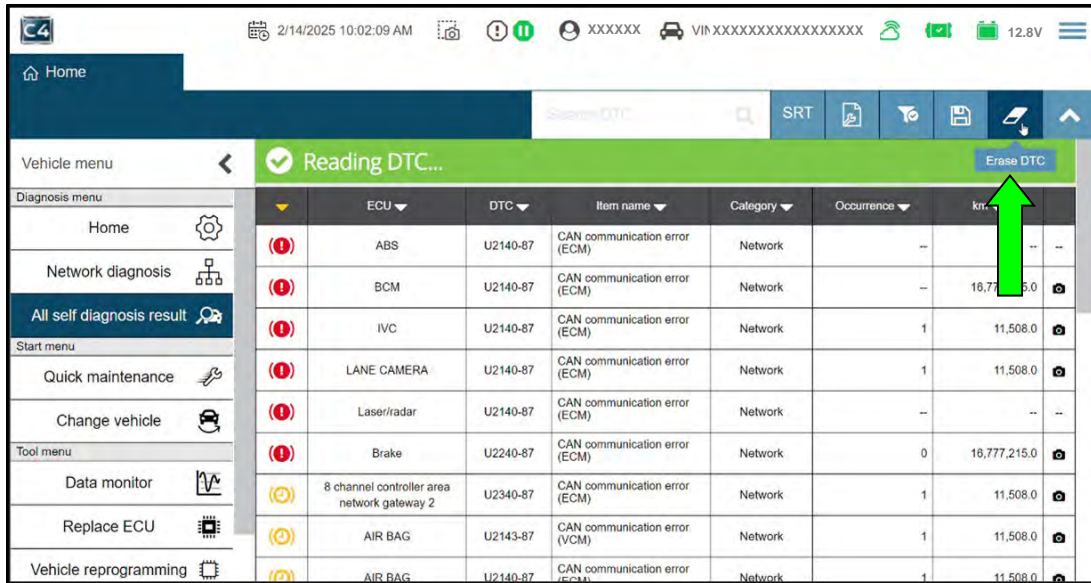 C4
2/14/2025 10:02:09 AM
XXXXXX
VIN XXXXXXXXXXXXXXXXX
12.8V
Home
Search DTC
SRT
Vehicle menu
Reading DTC...
Erase DTC
Diagnosis menu
ECU DTC Item name Category Occurrence km
Home
ABS U2140-87 CAN communication error (ECM) Network -- -- --
Network diagnosis
BCM U2140-87 CAN communication error (ECM) Network --
All self diagnosis result
IVC U2140-87 CAN communication error (ECM) Network 1 11,508.0
Start menu
Quick maintenance
LANE CAMERA U2140-87 CAN communication error (ECM) Network 1 11,508.0
Change vehicle
Laser/radar U2140-87 CAN communication error (ECM) Network -- -- --
Tool menu
Brake U2240-87 CAN communication error (ECM) Network 0 16,777,215.0
Data monitor
8 channel controller area network gateway 2 U2340-87 CAN communication error (ECM) Network 1 11,508.0
Replace ECU
AIR BAG U2143-87 CAN communication error (VCM) Network 1 11,508.0
Vehicle reprogramming
AIR BAG U2140-87 CAN communication error (ECM) Network 1 11,508.0